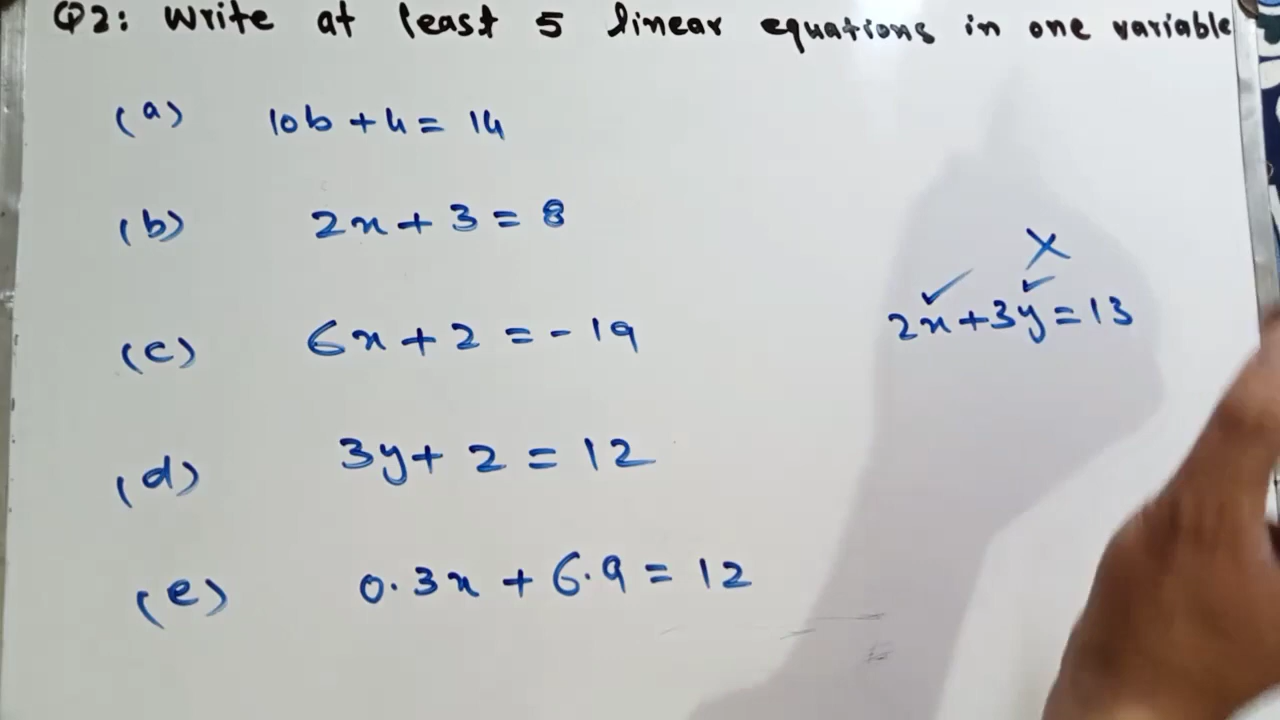 Q2: Write at least 5 linear equations in one variable
(a) 10b + 4 = 14
(b) 2x + 3 = 8
(c) 6x + 2 = - 19
X
✓ ✓
2x+3y=13
(d) 3y + 2 = 12
(e) 0.3x + 6.9 = 12